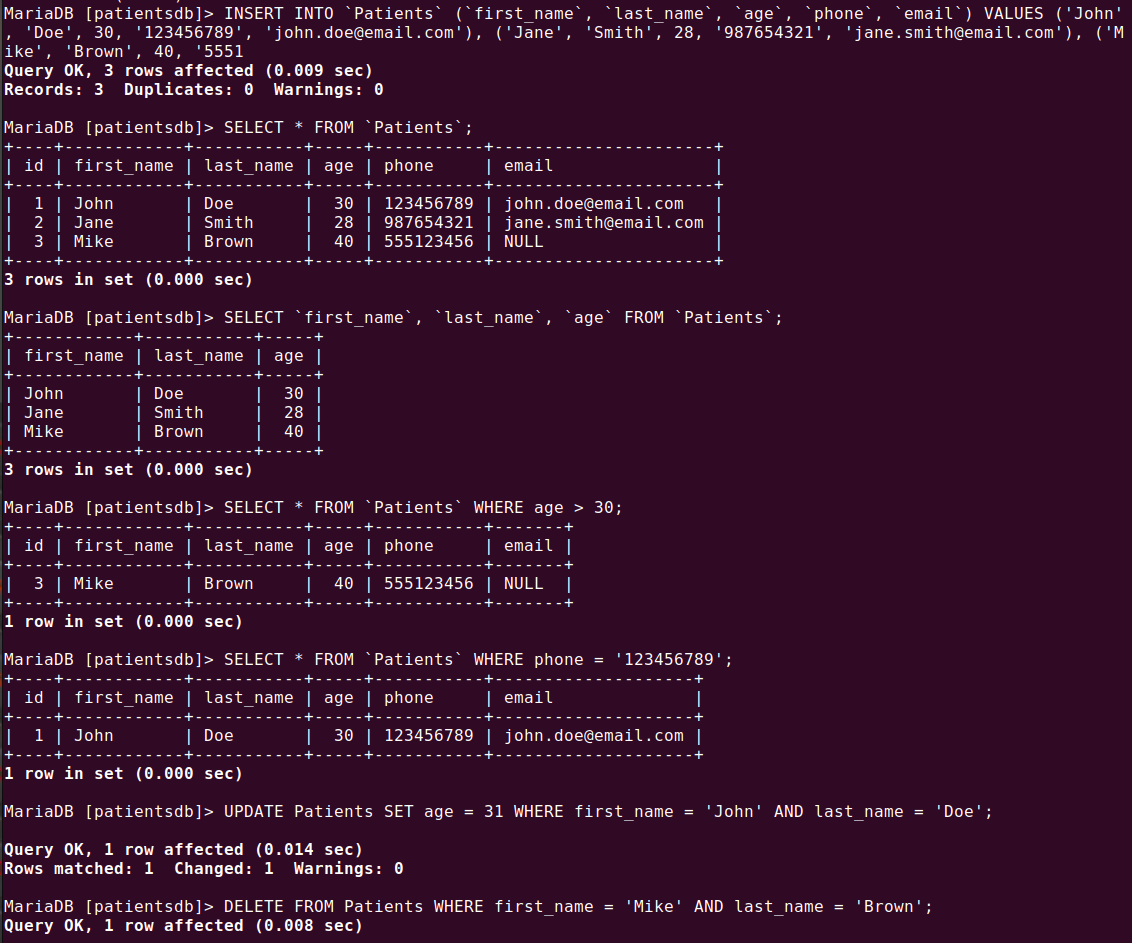 MariaDB [patientsdb]> INSERT INTO `Patients` (`first_name`, `last_name`, `age`, `phone`, `email`) VALUES ('John'
, 'Doe', 30, '123456789', 'john.doe@email.com'), ('Jane', 'Smith', 28, '987654321', 'jane.smith@email.com'), ('M
ike', 'Brown', 40, '5551
Query OK, 3 rows affected (0.009 sec)
Records: 3  Duplicates: 0  Warnings: 0

MariaDB [patientsdb]> SELECT * FROM `Patients`;
+----+------------+-----------+-----+-----------+----------------------+
| id | first_name | last_name | age | phone     | email                |
+----+------------+-----------+-----+-----------+----------------------+
|  1 | John       | Doe       |  30 | 123456789 | john.doe@email.com   |
|  2 | Jane       | Smith     |  28 | 987654321 | jane.smith@email.com |
|  3 | Mike       | Brown     |  40 | 555123456 | NULL                 |
+----+------------+-----------+-----+-----------+----------------------+
3 rows in set (0.000 sec)

MariaDB [patientsdb]> SELECT `first_name`, `last_name`, `age` FROM `Patients`;
+------------+-----------+-----+
| first_name | last_name | age |
+------------+-----------+-----+
| John       | Doe       |  30 |
| Jane       | Smith     |  28 |
| Mike       | Brown     |  40 |
+------------+-----------+-----+
3 rows in set (0.000 sec)

MariaDB [patientsdb]> SELECT * FROM `Patients` WHERE age > 30;
+----+------------+-----------+-----+-----------+-------+
| id | first_name | last_name | age | phone     | email |
+----+------------+-----------+-----+-----------+-------+
|  3 | Mike       | Brown     |  40 | 555123456 | NULL  |
+----+------------+-----------+-----+-----------+-------+
1 row in set (0.000 sec)

MariaDB [patientsdb]> SELECT * FROM `Patients` WHERE phone = '123456789';
+----+------------+-----------+-----+-----------+--------------------+
| id | first_name | last_name | age | phone     | email              |
+----+------------+-----------+-----+-----------+--------------------+
|  1 | John       | Doe       |  30 | 123456789 | john.doe@email.com |
+----+------------+-----------+-----+-----------+--------------------+
1 row in set (0.000 sec)

MariaDB [patientsdb]> UPDATE Patients SET age = 31 WHERE first_name = 'John' AND last_name = 'Doe';

Query OK, 1 row affected (0.014 sec)
Rows matched: 1  Changed: 1  Warnings: 0

MariaDB [patientsdb]> DELETE FROM Patients WHERE first_name = 'Mike' AND last_name = 'Brown';
Query OK, 1 row affected (0.008 sec)